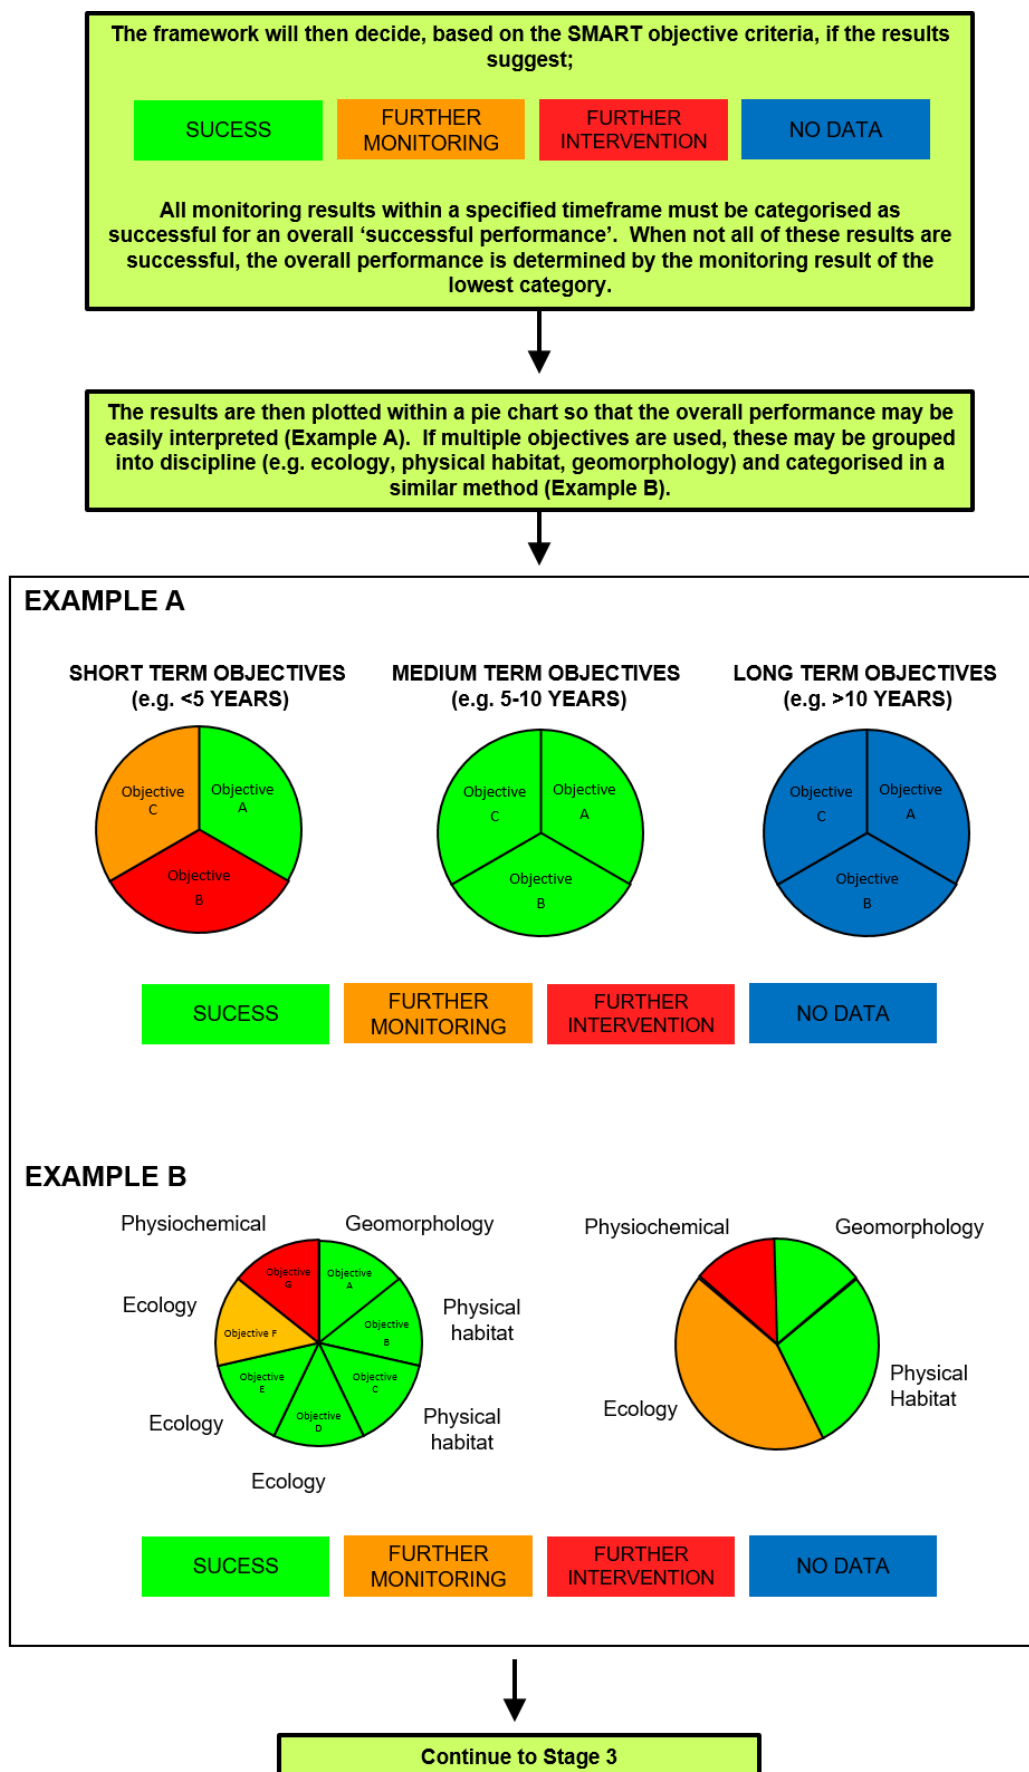 The framework will then decide, based on the SMART objective criteria, if the results
suggest;
SUCESS
FURTHER
MONITORING
FURTHER
INTERVENTION
NO DATA
All monitoring results within a specified timeframe must be categorised as
successful for an overall ‘successful performance’. When not all of these results are
successful, the overall performance is determined by the monitoring result of the
lowest category.
The results are then plotted within a pie chart so that the overall performance may be
easily interpreted (Example A). If multiple objectives are used, these may be grouped
into discipline (e.g. ecology, physical habitat, geomorphology) and categorised in a
similar method (Example B).
EXAMPLE A
SHORT TERM OBJECTIVES
(e.g. <5 YEARS)
MEDIUM TERM OBJECTIVES
(e.g. 5-10 YEARS)
LONG TERM OBJECTIVES
(e.g. >10 YEARS)
Objective
C
Objective
A
Objective
B
Objective
C
Objective
A
Objective
B
Objective
C
Objective
A
Objective
B
SUCESS
FURTHER
MONITORING
FURTHER
INTERVENTION
NO DATA
EXAMPLE B
Physiochemical
Geomorphology
Ecology
Physical
habitat
Ecology
Physical
habitat
Ecology
Objective
G
Objective
A
Objective F
Objective
B
Objective
E
Objective
C
Objective
D
Physiochemical
Geomorphology
Ecology
Physical
Habitat
SUCESS
FURTHER
MONITORING
FURTHER
INTERVENTION
NO DATA
Continue to Stage 3